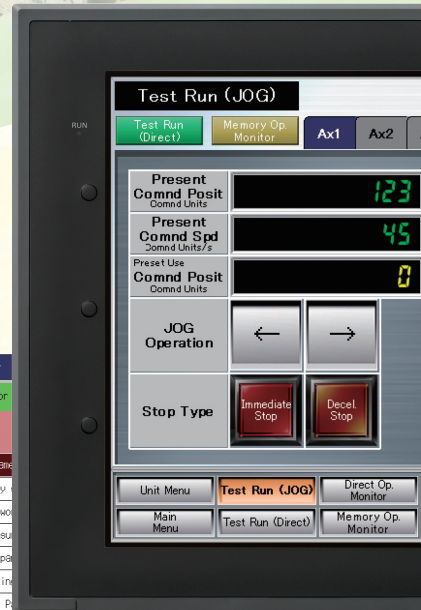 Test Run (JOG)
RUN
Test Run
(Direct)
Memory Op.
Monitor
Ax1
Ax2
Present
Comnd Posit
Comnd Units
123
Present
Comnd Spd
Comnd Units/s
45
Preset Use
Comnd Posit
Comnd Units
0
JOG
Operation
← →
Stop Type
Immediate
Stop
Decel.
Stop
Unit Menu
Test Run (JOG)
Direct Op.
Monitor
Main
Menu
Test Run (Direct)
Memory Op.
Monitor